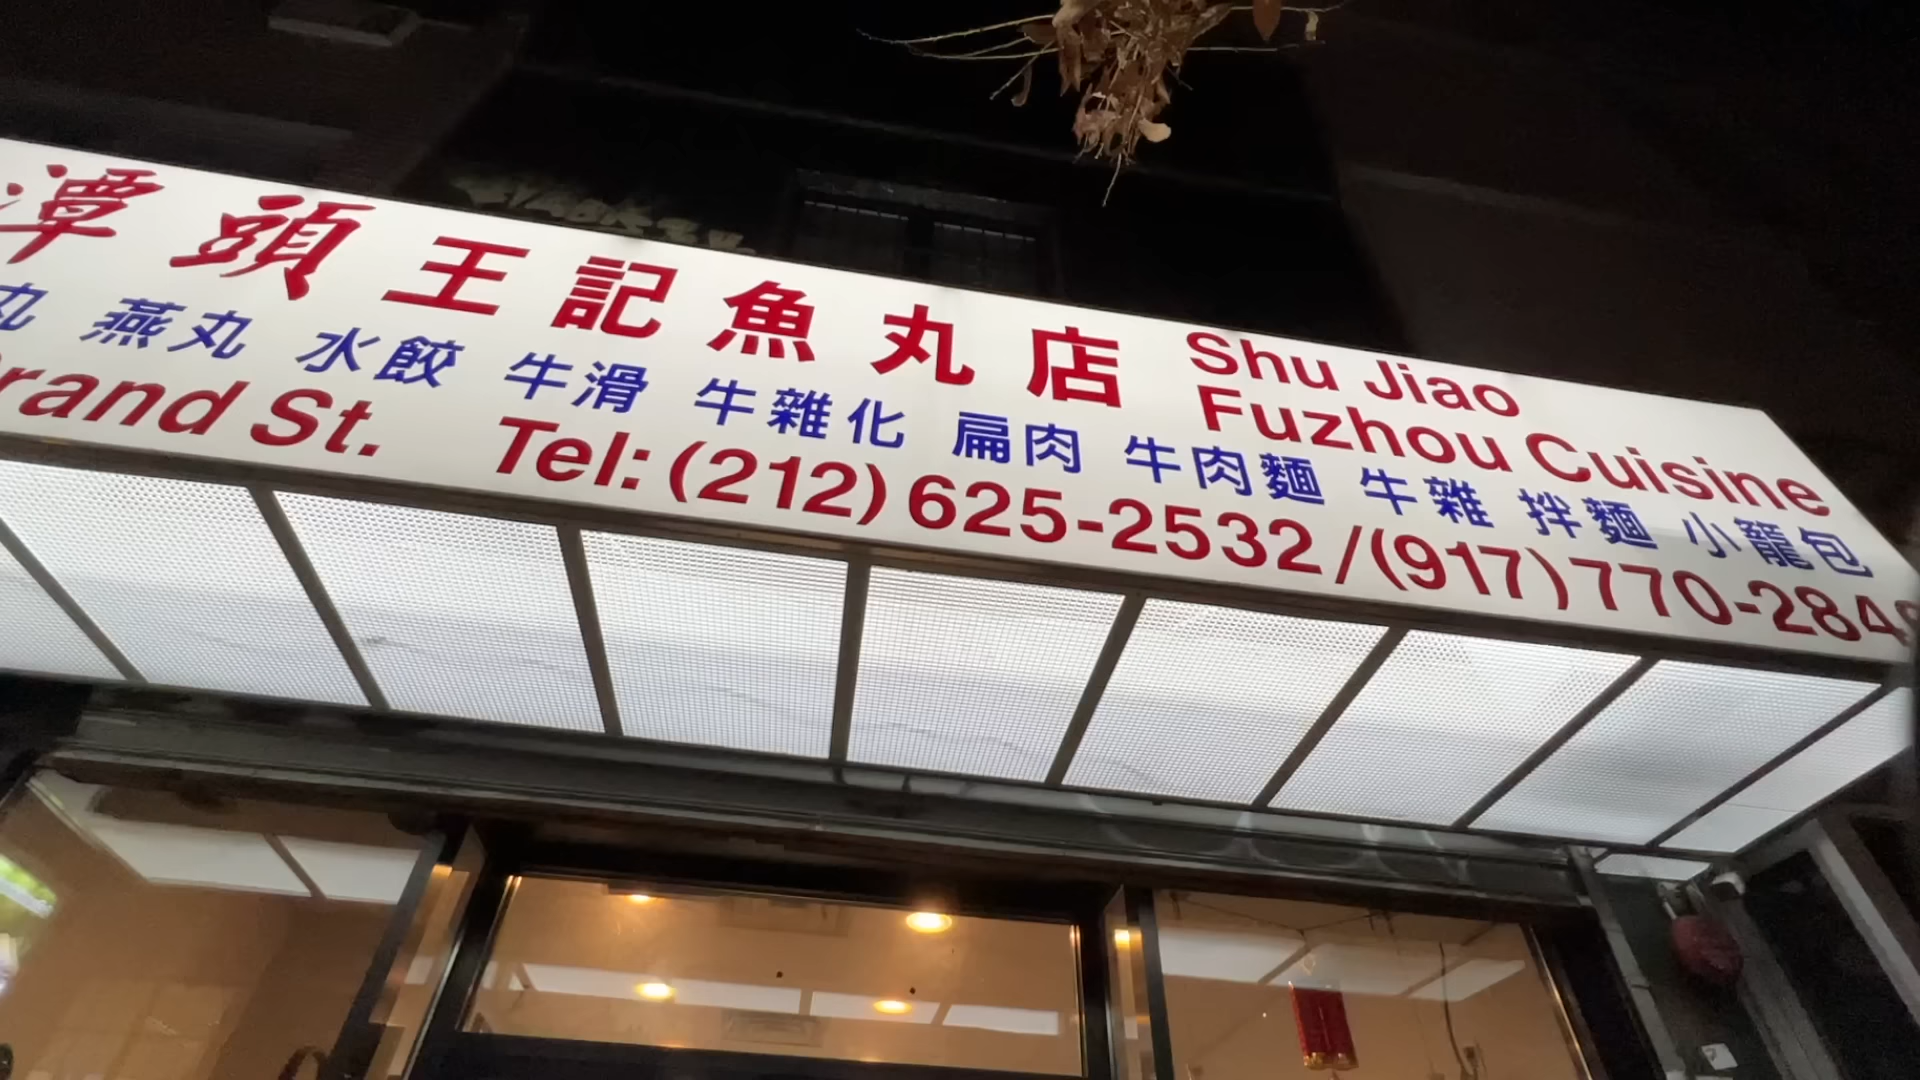 潭頭王記魚丸店
Shu Jiao
Fuzhou Cuisine
丸 燕丸 水餃 牛滑 牛雜化 扁肉 牛肉麵 牛雜 拌麵 小籠包
Grand St. Tel: (212) 625-2532 / (917) 770-284